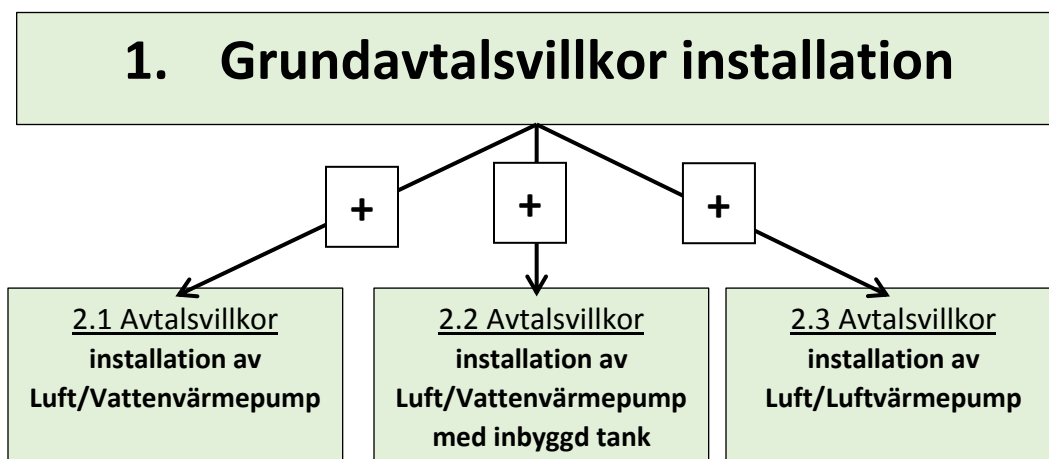 1. Grundavtalsvillkor installation
+
+
+
2.1 Avtalsvillkor
installation av
Luft/Vattenvärmepump
2.2 Avtalsvillkor
installation av
Luft/Vattenvärmepump
med inbyggd tank
2.3 Avtalsvillkor
installation av
Luft/Luftvärmepump